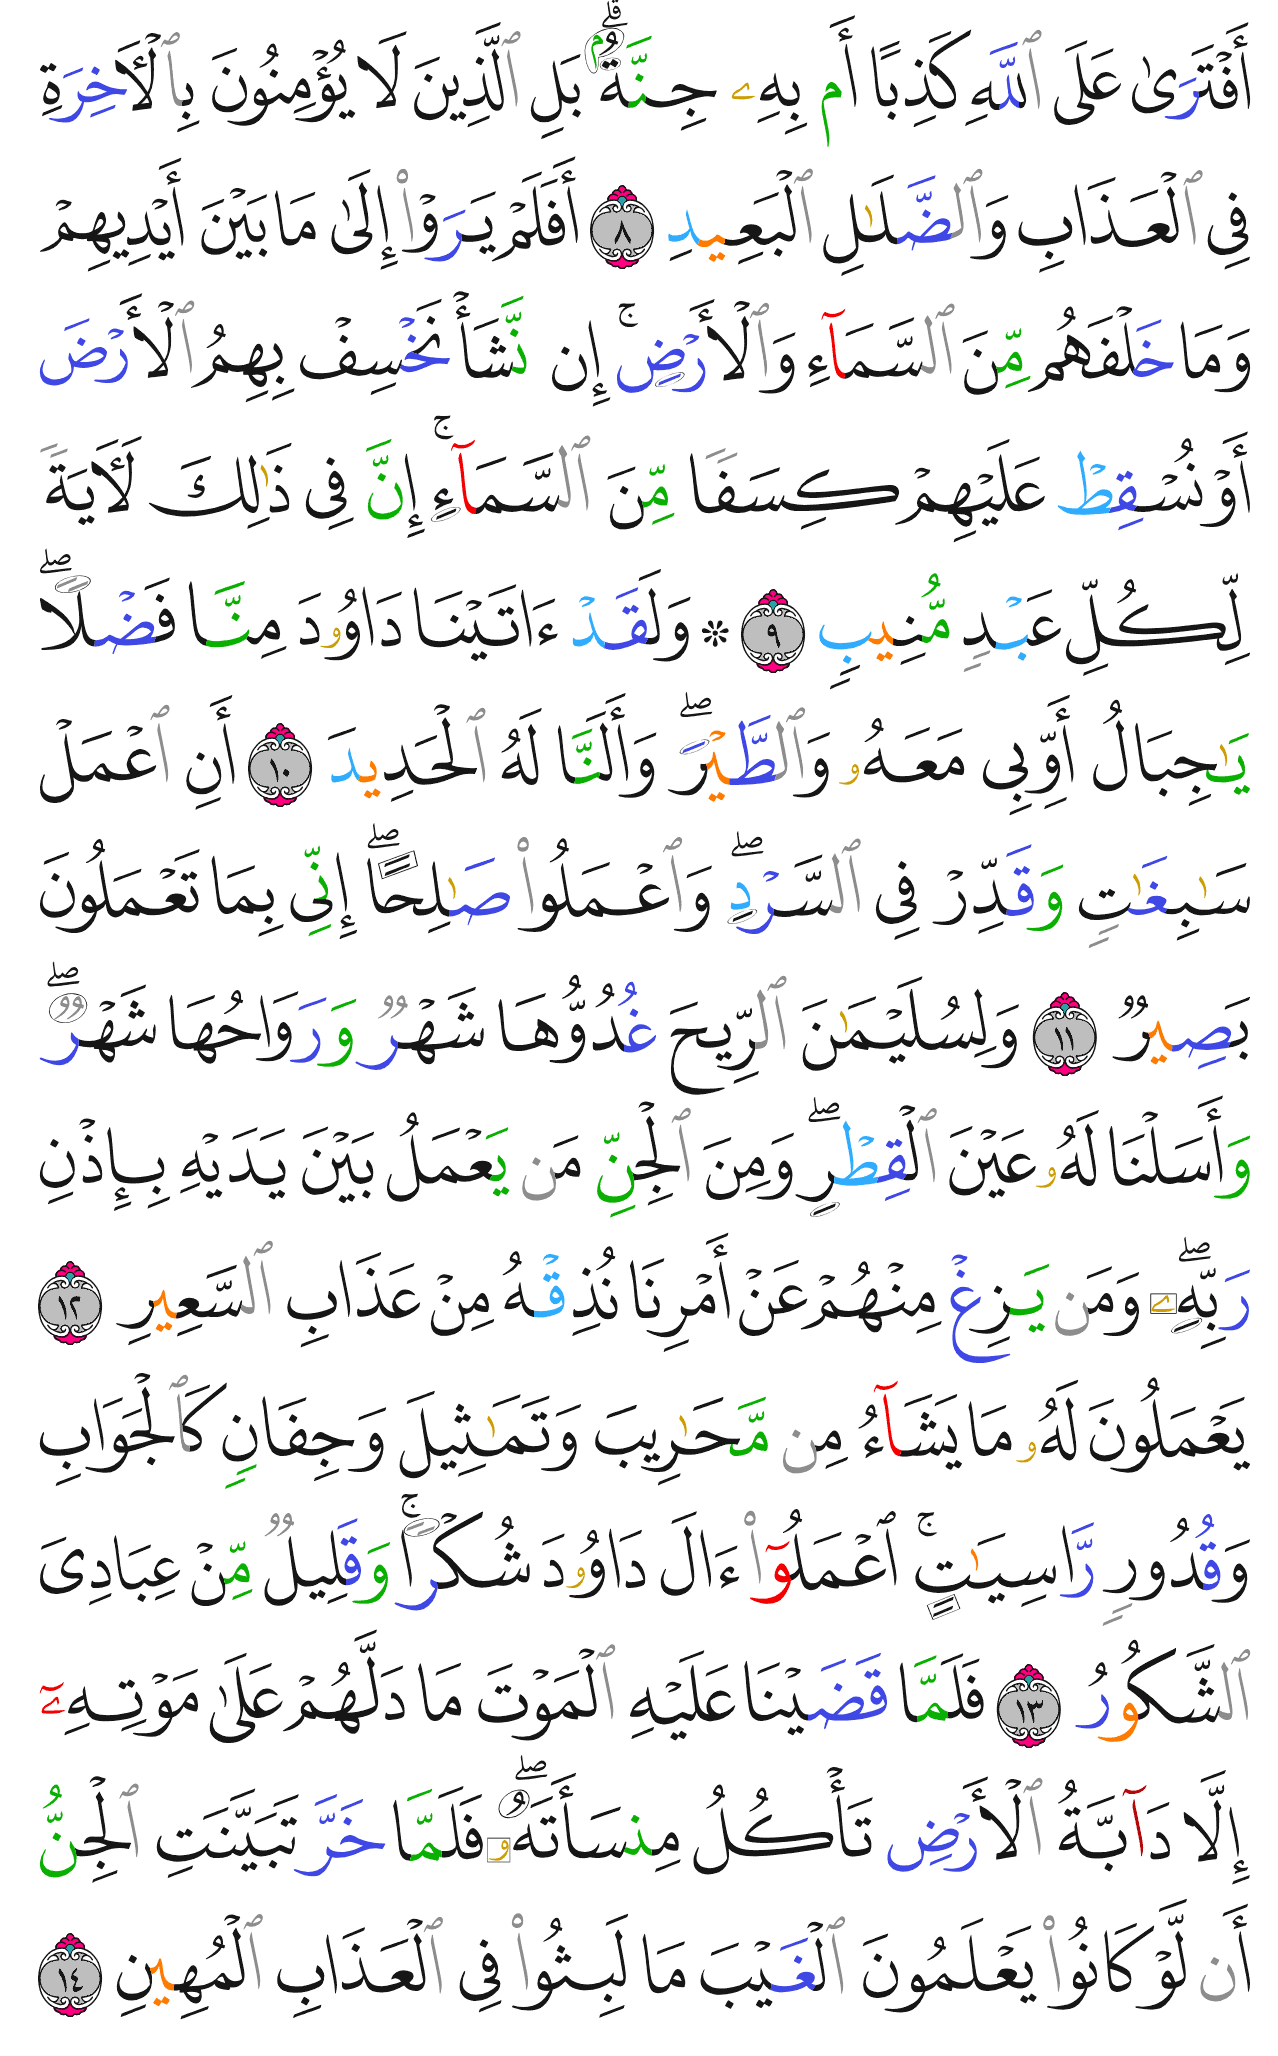 أَفْتَرَىٰ عَلَى ٱللَّهِ كَذِبًا أَم بِهِۦ جِنَّةُۢ ۗ بَلِ ٱلَّذِينَ لَا يُؤْمِنُونَ بِٱلْأَخِرَةِ
فِى ٱلْعَذَابِ وَٱلضَّلَـٰلِ ٱلْبَعِيدِ ٨ أَفَلَمْ يَرَوْا۟ إِلَىٰ مَا بَيْنَ أَيْدِيهِمْ
وَمَا خَلْفَهُم مِّنَ ٱلسَّمَآءِ وَٱلْأَرْضِ ۚ إِن نَّشَأْ نَخْسِفْ بِهِمُ ٱلْأَرْضَ
أَوْ نُسْقِطْ عَلَيْهِمْ كِسَفًا مِّنَ ٱلسَّمَآءِ ۚ إِنَّ فِى ذَٰلِكَ لَأَيَةً
لِّكُلِّ عَبْدٍ مُّنِيبٍ ٩ ۞ وَلَقَدْ ءَاتَيْنَا دَاوُۥدَ مِنَّا فَضْلًا ۖ
يَـٰجِبَالُ أَوِّبِى مَعَهُۥ وَٱلطَّيْرَ ۖ وَأَلَنَّا لَهُ ٱلْحَدِيدَ ١٠ أَنِ ٱعْمَلْ
سَـٰبِغَـٰتٍ وَقَدِّرْ فِى ٱلسَّرْدِ ۖ وَٱعْمَلُوا۟ صَـٰلِحًا ۖ إِنِّى بِمَا تَعْمَلُونَ
بَصِيرٌ ١١ وَلِسُلَيْمَـٰنَ ٱلرِّيحَ غُدُوُّهَا شَهْرٌ وَرَوَاحُهَا شَهْرٌ ۖ
وَأَسَلْنَا لَهُۥ عَيْنَ ٱلْقِطْرِ ۖ وَمِنَ ٱلْجِنِّ مَن يَعْمَلُ بَيْنَ يَدَيْهِ بِإِذْنِ
رَبِّهِۦ ۖ وَمَن يَزِغْ مِنْهُمْ عَنْ أَمْرِنَا نُذِقْهُ مِنْ عَذَابِ ٱلسَّعِيرِ ١٢
يَعْمَلُونَ لَهُۥ مَا يَشَآءُ مِن مَّحَـٰرِيبَ وَتَمَـٰثِيلَ وَجِفَانٍ كَٱلْجَوَابِ
وَقُدُورٍ رَّاسِيَـٰتٍ ۚ ٱعْمَلُوٓا۟ ءَالَ دَاوُۥدَ شُكْرًا ۚ وَقَلِيلٌ مِّنْ عِبَادِىَ
ٱلشَّكُورُ ١٣ فَلَمَّا قَضَيْنَا عَلَيْهِ ٱلْمَوْتَ مَا دَلَّهُمْ عَلَىٰ مَوْتِهِۦٓ
إِلَّا دَآبَّةُ ٱلْأَرْضِ تَأْكُلُ مِنسَأَتَهُۥ ۖ فَلَمَّا خَرَّ تَبَيَّنَتِ ٱلْجِنُّ
أَن لَّوْ كَانُوا۟ يَعْلَمُونَ ٱلْغَيْبَ مَا لَبِثُوا۟ فِى ٱلْعَذَابِ ٱلْمُهِينِ ١٤